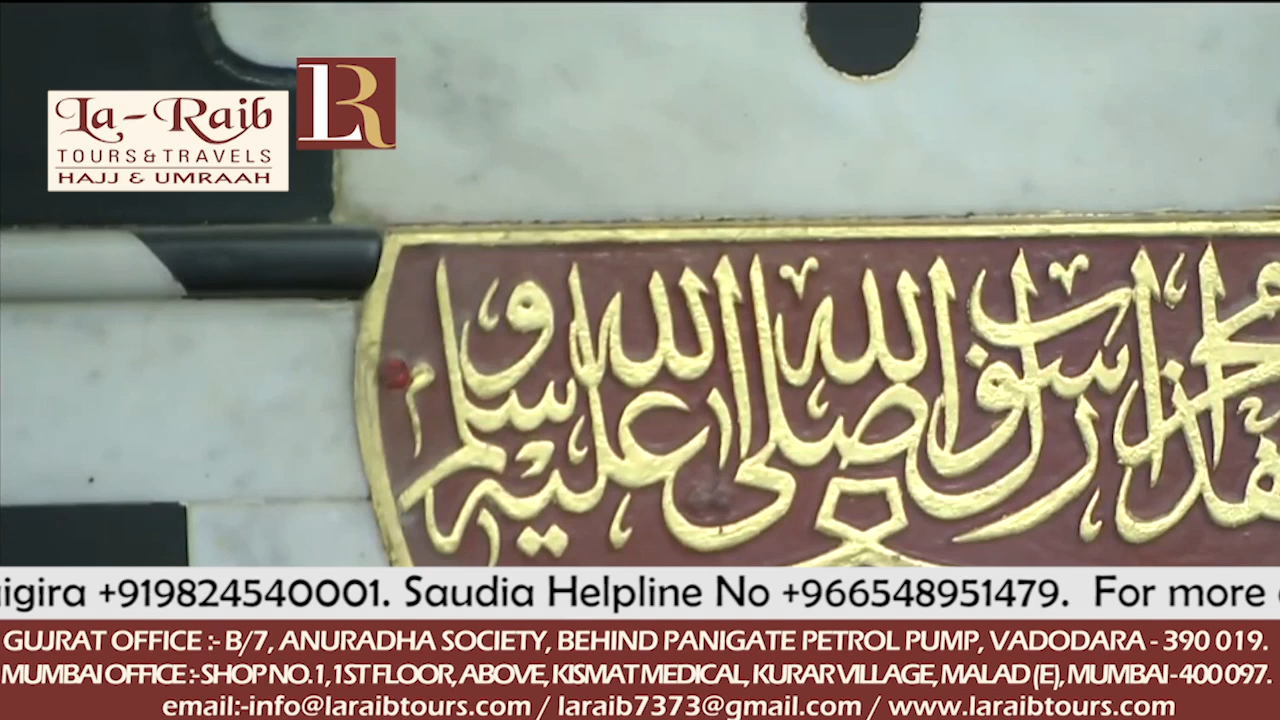 La-Raib
TOURS & TRAVELS
HAJJ & UMRAAH
LR
رسول الله صلى الله عليه وسلم
igira +919824540001. Saudia Helpline No +966548951479. For more
GUJRAT OFFICE :- B/7, ANURADHA SOCIETY, BEHIND PANIGATE PETROL PUMP, VADODARA - 390 019.
MUMBAI OFFICE :- SHOP NO. 1, 1ST FLOOR, ABOVE, KISMAT MEDICAL, KURAR VILLAGE, MALAD (E), MUMBAI - 400 097.
email:-info@laraibtours.com / laraib7373@gmail.com / www.laraibtours.com